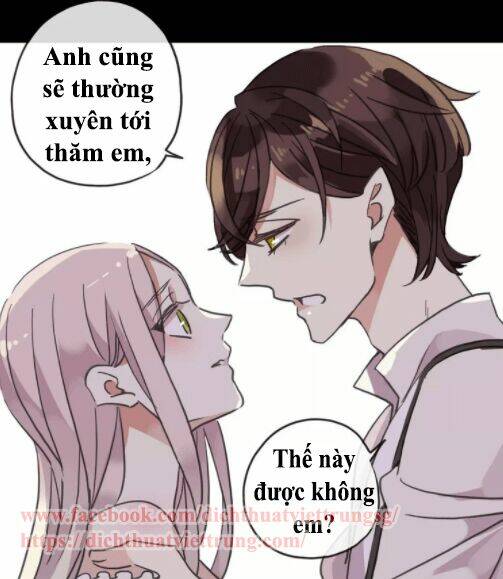 Anh cũng
sẽ thường
xuyên tới
thăm em,
Thế này
được không
em?
www.facebook.com/dichthuatviettrungsg/
https://dichthuatviettrung.com/